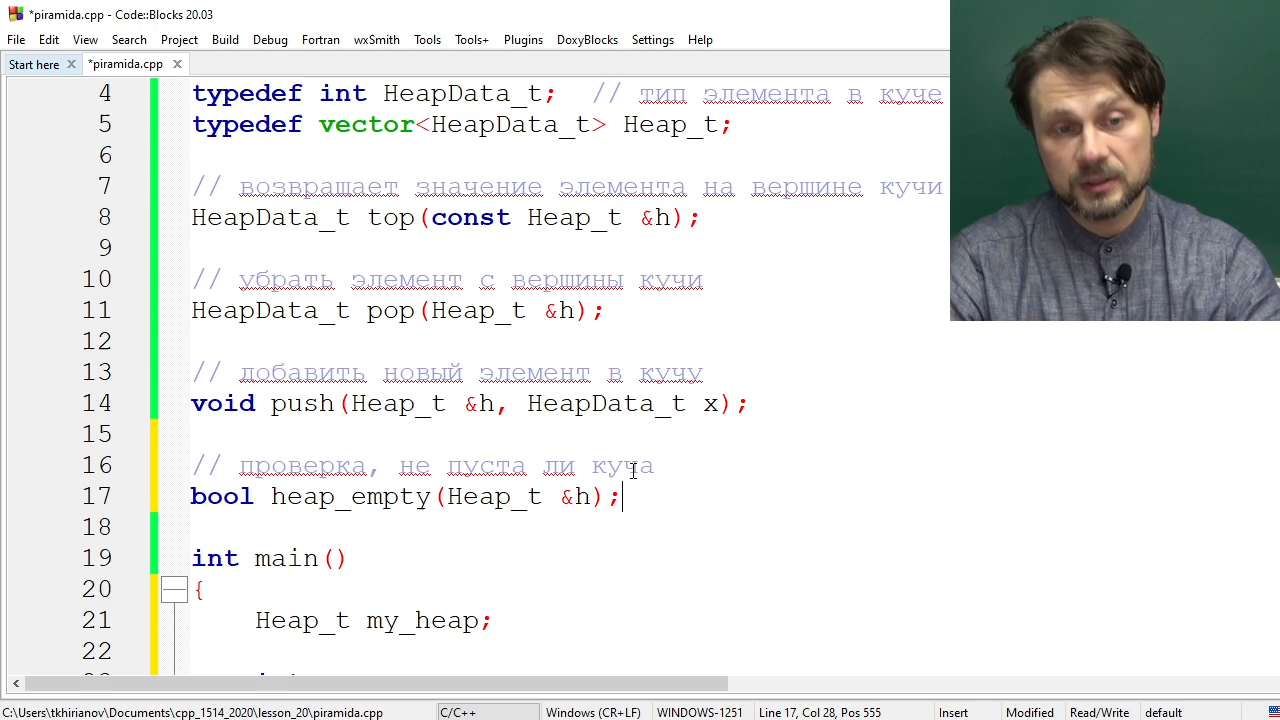 *piramida.cpp - Code::Blocks 20.03
File Edit View Search Project Build Debug Fortran wxSmith Tools Tools+ Plugins DoxyBlocks Settings Help
Start here *piramida.cpp
4 typedef int HeapData_t; // тип элемента в куче
5 typedef vector<HeapData_t> Heap_t;
6
7 // возвращает значение элемента на вершине кучи
8 HeapData_t top(const Heap_t &h);
9
10 // убрать элемент с вершины кучи
11 HeapData_t pop(Heap_t &h);
12
13 // добавить новый элемент в кучу
14 void push(Heap_t &h, HeapData_t x);
15
16 // проверка, не пуста ли куча
17 bool heap_empty(Heap_t &h);
18
19 int main()
20 {
21 Heap_t my_heap;
22
C:\Users\tkhirianov\Documents\cpp_1514_2020\lesson_20\piramida.cpp C/C++ Windows (CR+LF) WINDOWS-1251 Line 17, Col 28, Pos 555 Insert Modified Read/Write default